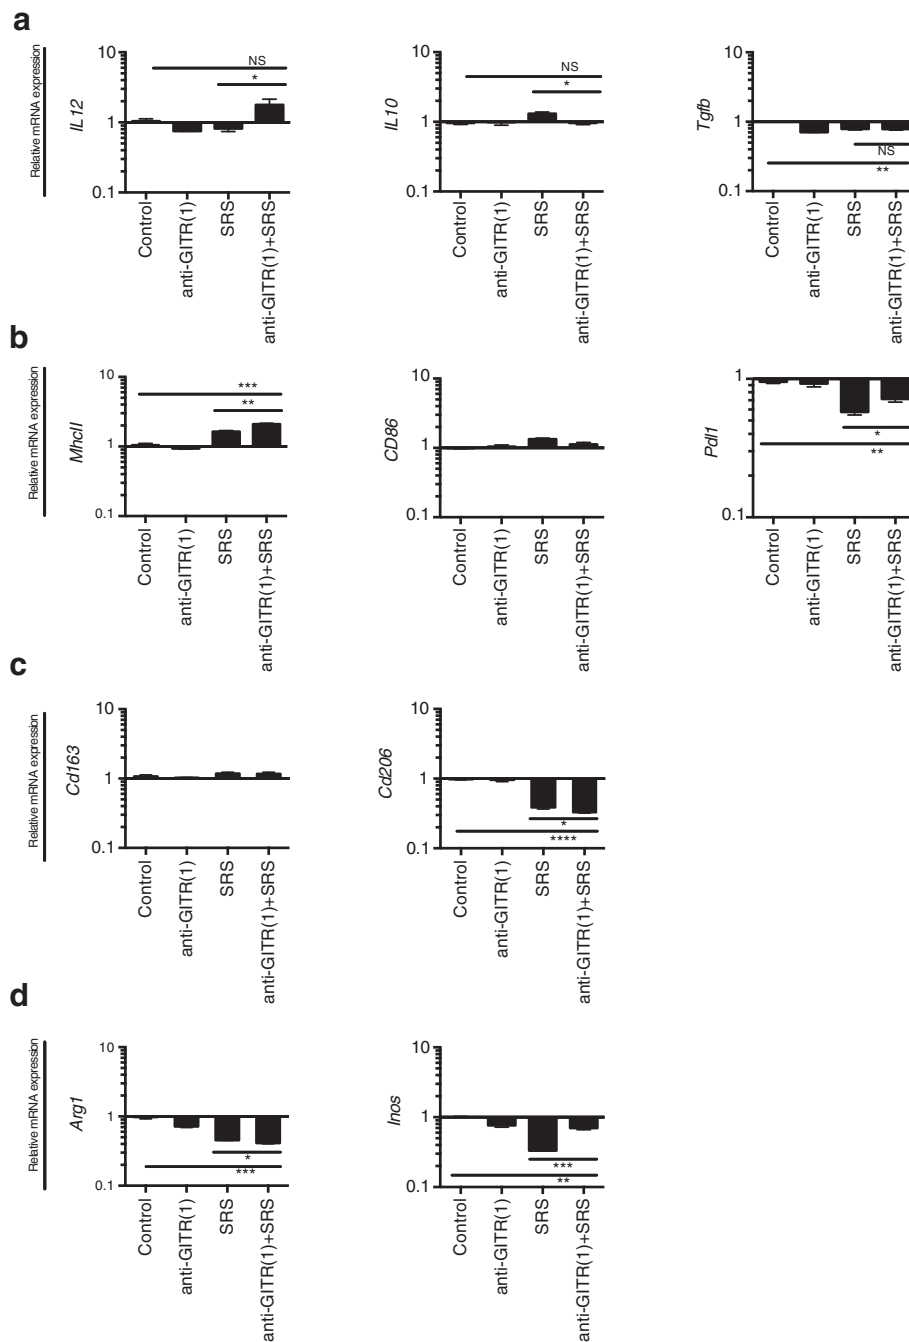 a
Relative mRNA expression
IL12
10
1
0.1
NS
*
Control
anti-GITR(1)
SRS
anti-GITR(1)+SRS
IL10
10
1
0.1
NS
*
Control
anti-GITR(1)
SRS
anti-GITR(1)+SRS
Tgfb
10
1
0.1
NS
**
Control
anti-GITR(1)
SRS
anti-GITR(1)+SRS
b
Relative mRNA expression
MhcII
10
1
0.1
***
**
Control
anti-GITR(1)
SRS
anti-GITR(1)+SRS
CD86
10
1
0.1
Control
anti-GITR(1)
SRS
anti-GITR(1)+SRS
Pdl1
1
0.1
*
**
Control
anti-GITR(1)
SRS
anti-GITR(1)+SRS
c
Relative mRNA expression
Cd163
10
1
0.1
Control
anti-GITR(1)
SRS
anti-GITR(1)+SRS
Cd206
10
1
0.1
*
****
Control
anti-GITR(1)
SRS
anti-GITR(1)+SRS
d
Relative mRNA expression
Arg1
10
1
0.1
*
***
Control
anti-GITR(1)
SRS
anti-GITR(1)+SRS
Inos
10
1
0.1
***
**
Control
anti-GITR(1)
SRS
anti-GITR(1)+SRS